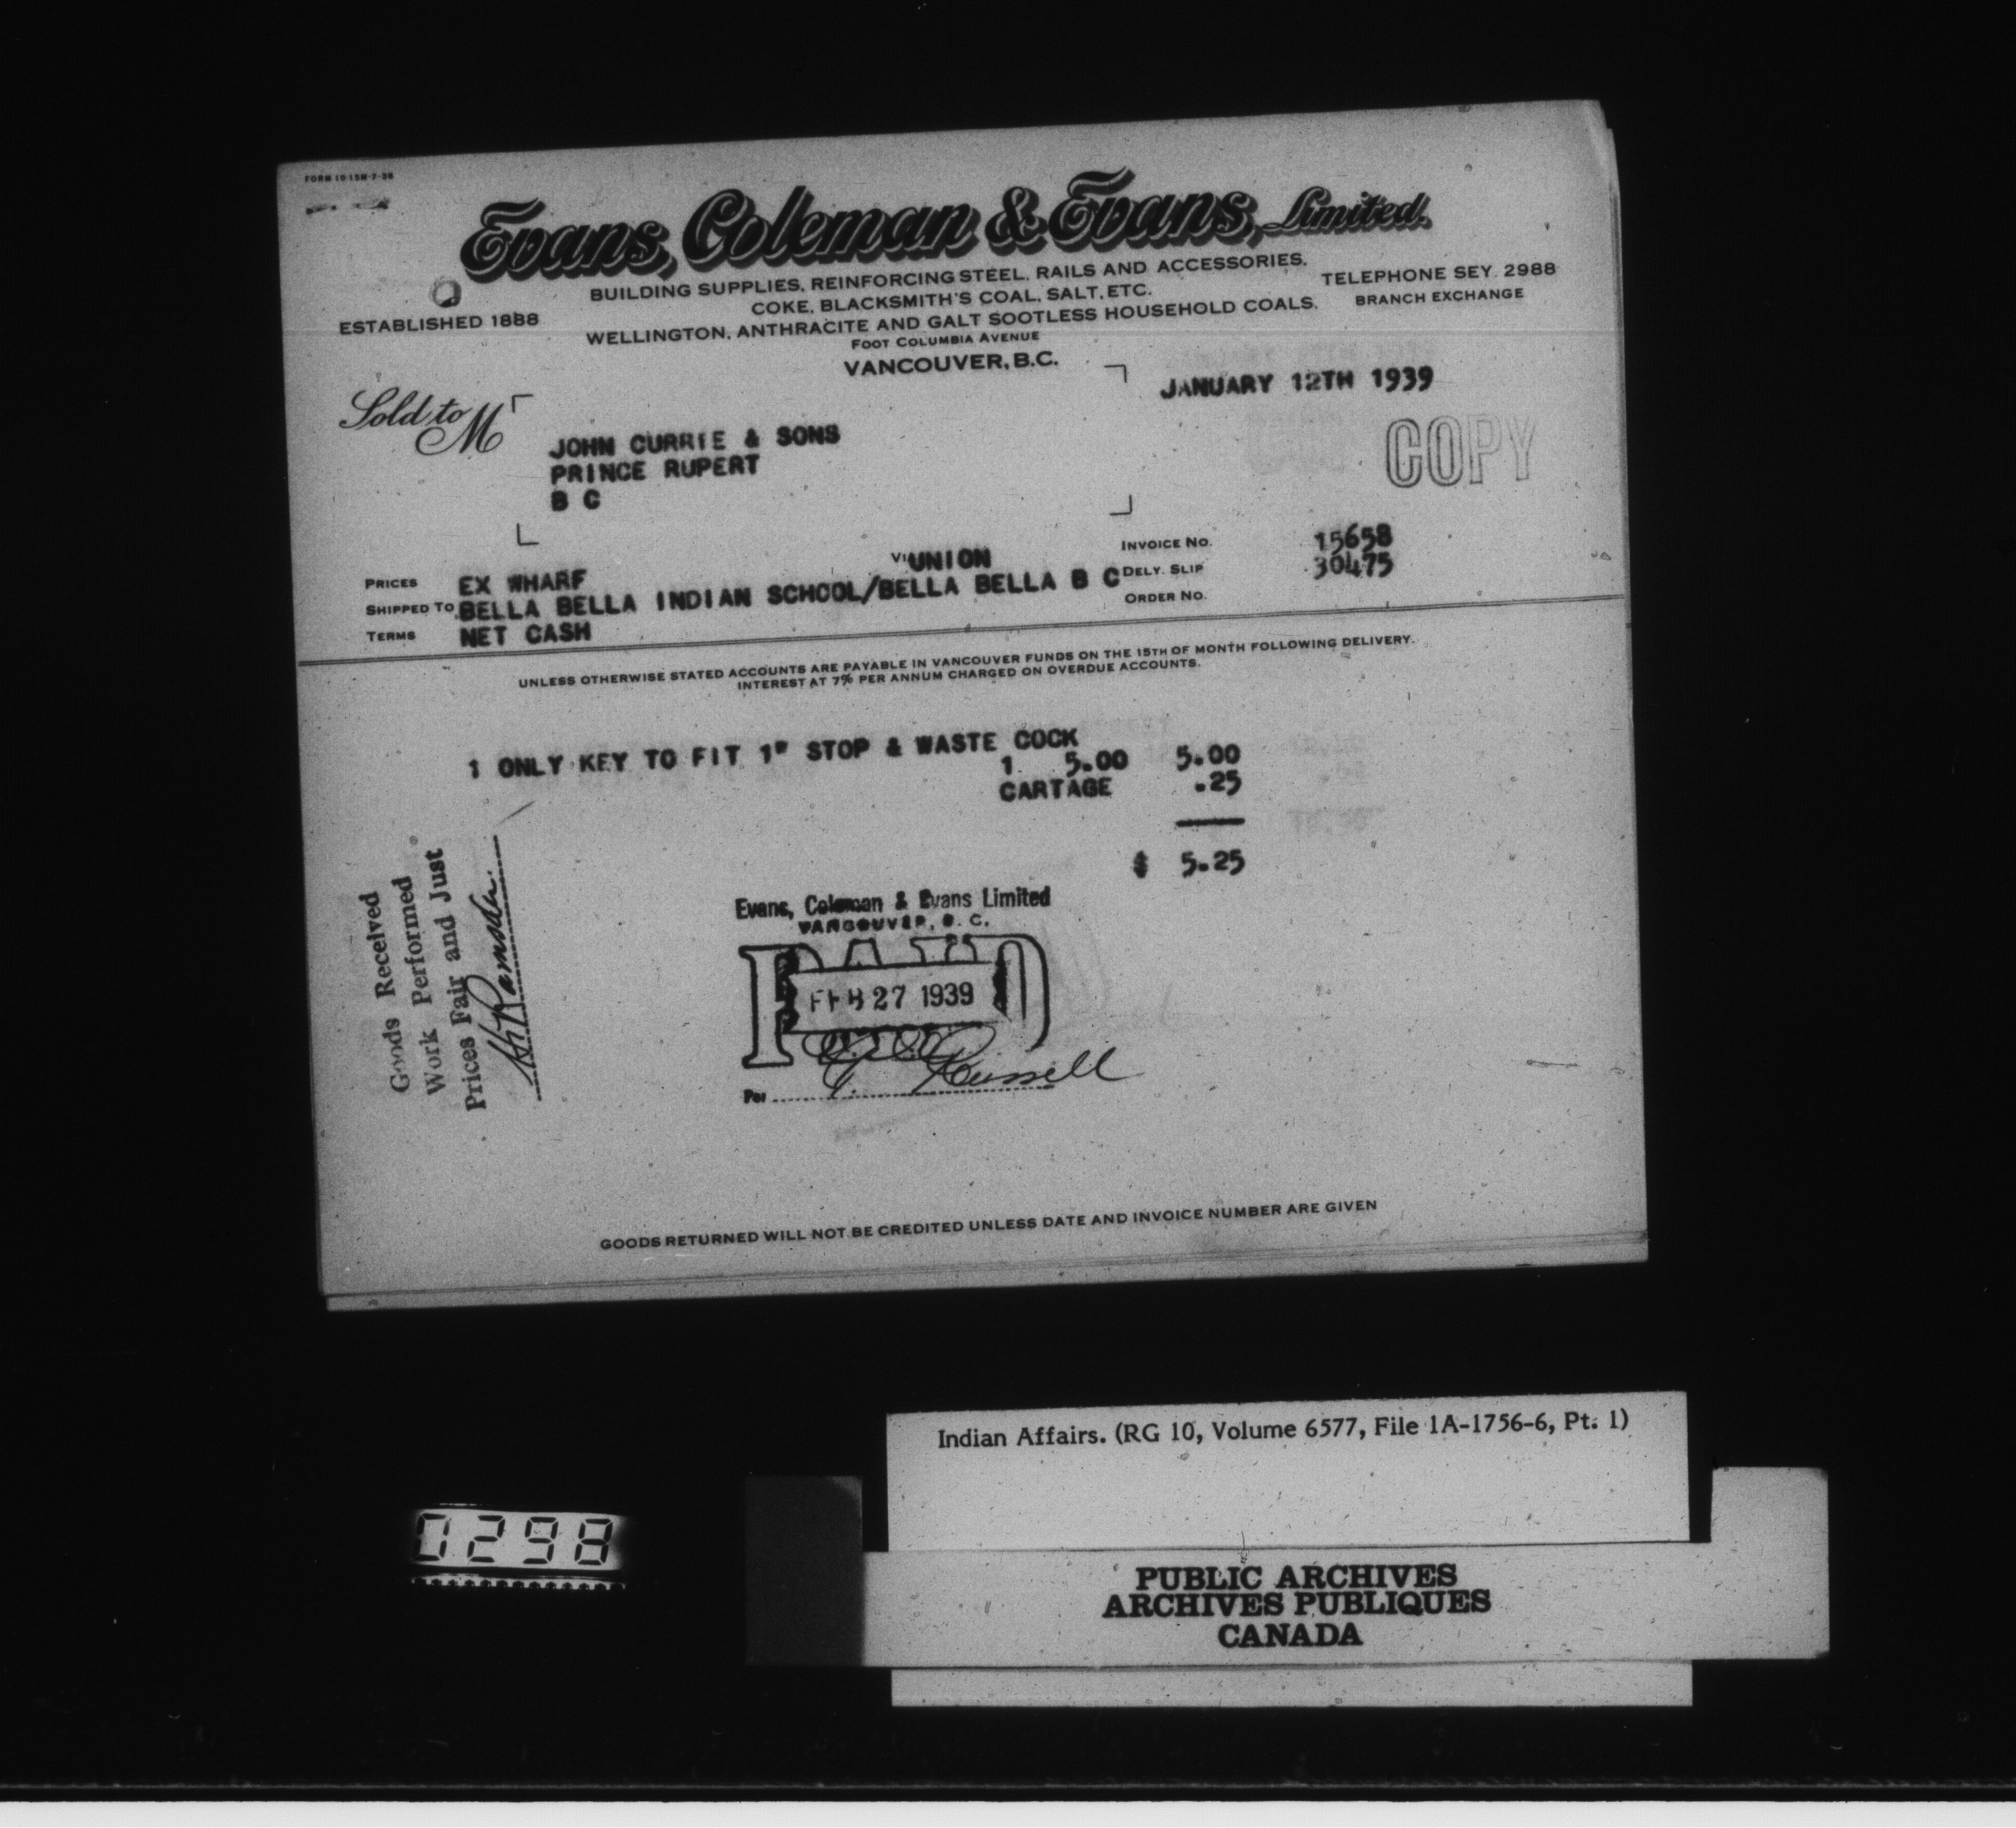 FORM 10-15M-7-38
Evans, Coleman & Evans, Limited.
BUILDING SUPPLIES, REINFORCING STEEL, RAILS AND ACCESSORIES,
COKE, BLACKSMITH'S COAL, SALT, ETC.
WELLINGTON, ANTHRACITE AND GALT SOOTLESS HOUSEHOLD COALS.
ESTABLISHED 1888
TELEPHONE SEY. 2988
BRANCH EXCHANGE
FOOT COLUMBIA AVENUE
VANCOUVER, B.C.
JANUARY 12TH 1939
COPY
Sold to M
JOHN CURRIE & SONS
PRINCE RUPERT
B C
PRICES EX WHARF VIA UNION INVOICE NO. 15658
SHIPPED TO BELLA BELLA INDIAN SCHOOL/BELLA BELLA B C DELY. SLIP 30475
TERMS NET CASH ORDER NO.
UNLESS OTHERWISE STATED ACCOUNTS ARE PAYABLE IN VANCOUVER FUNDS ON THE 15TH OF MONTH FOLLOWING DELIVERY.
INTEREST AT 7% PER ANNUM CHARGED ON OVERDUE ACCOUNTS.
1 ONLY KEY TO FIT 1" STOP & WASTE COCK
1 5.00 5.00
CARTAGE .25
$ 5.25
Goods Received
Work Performed
Prices Fair and Just
Evans, Coleman & Evans Limited
VANCOUVER, B. C.
PAID
FEB 27 1939
Per Russell
GOODS RETURNED WILL NOT BE CREDITED UNLESS DATE AND INVOICE NUMBER ARE GIVEN
Indian Affairs. (RG 10, Volume 6577, File 1A-1756-6, Pt. 1)
0298
PUBLIC ARCHIVES
ARCHIVES PUBLIQUES
CANADA